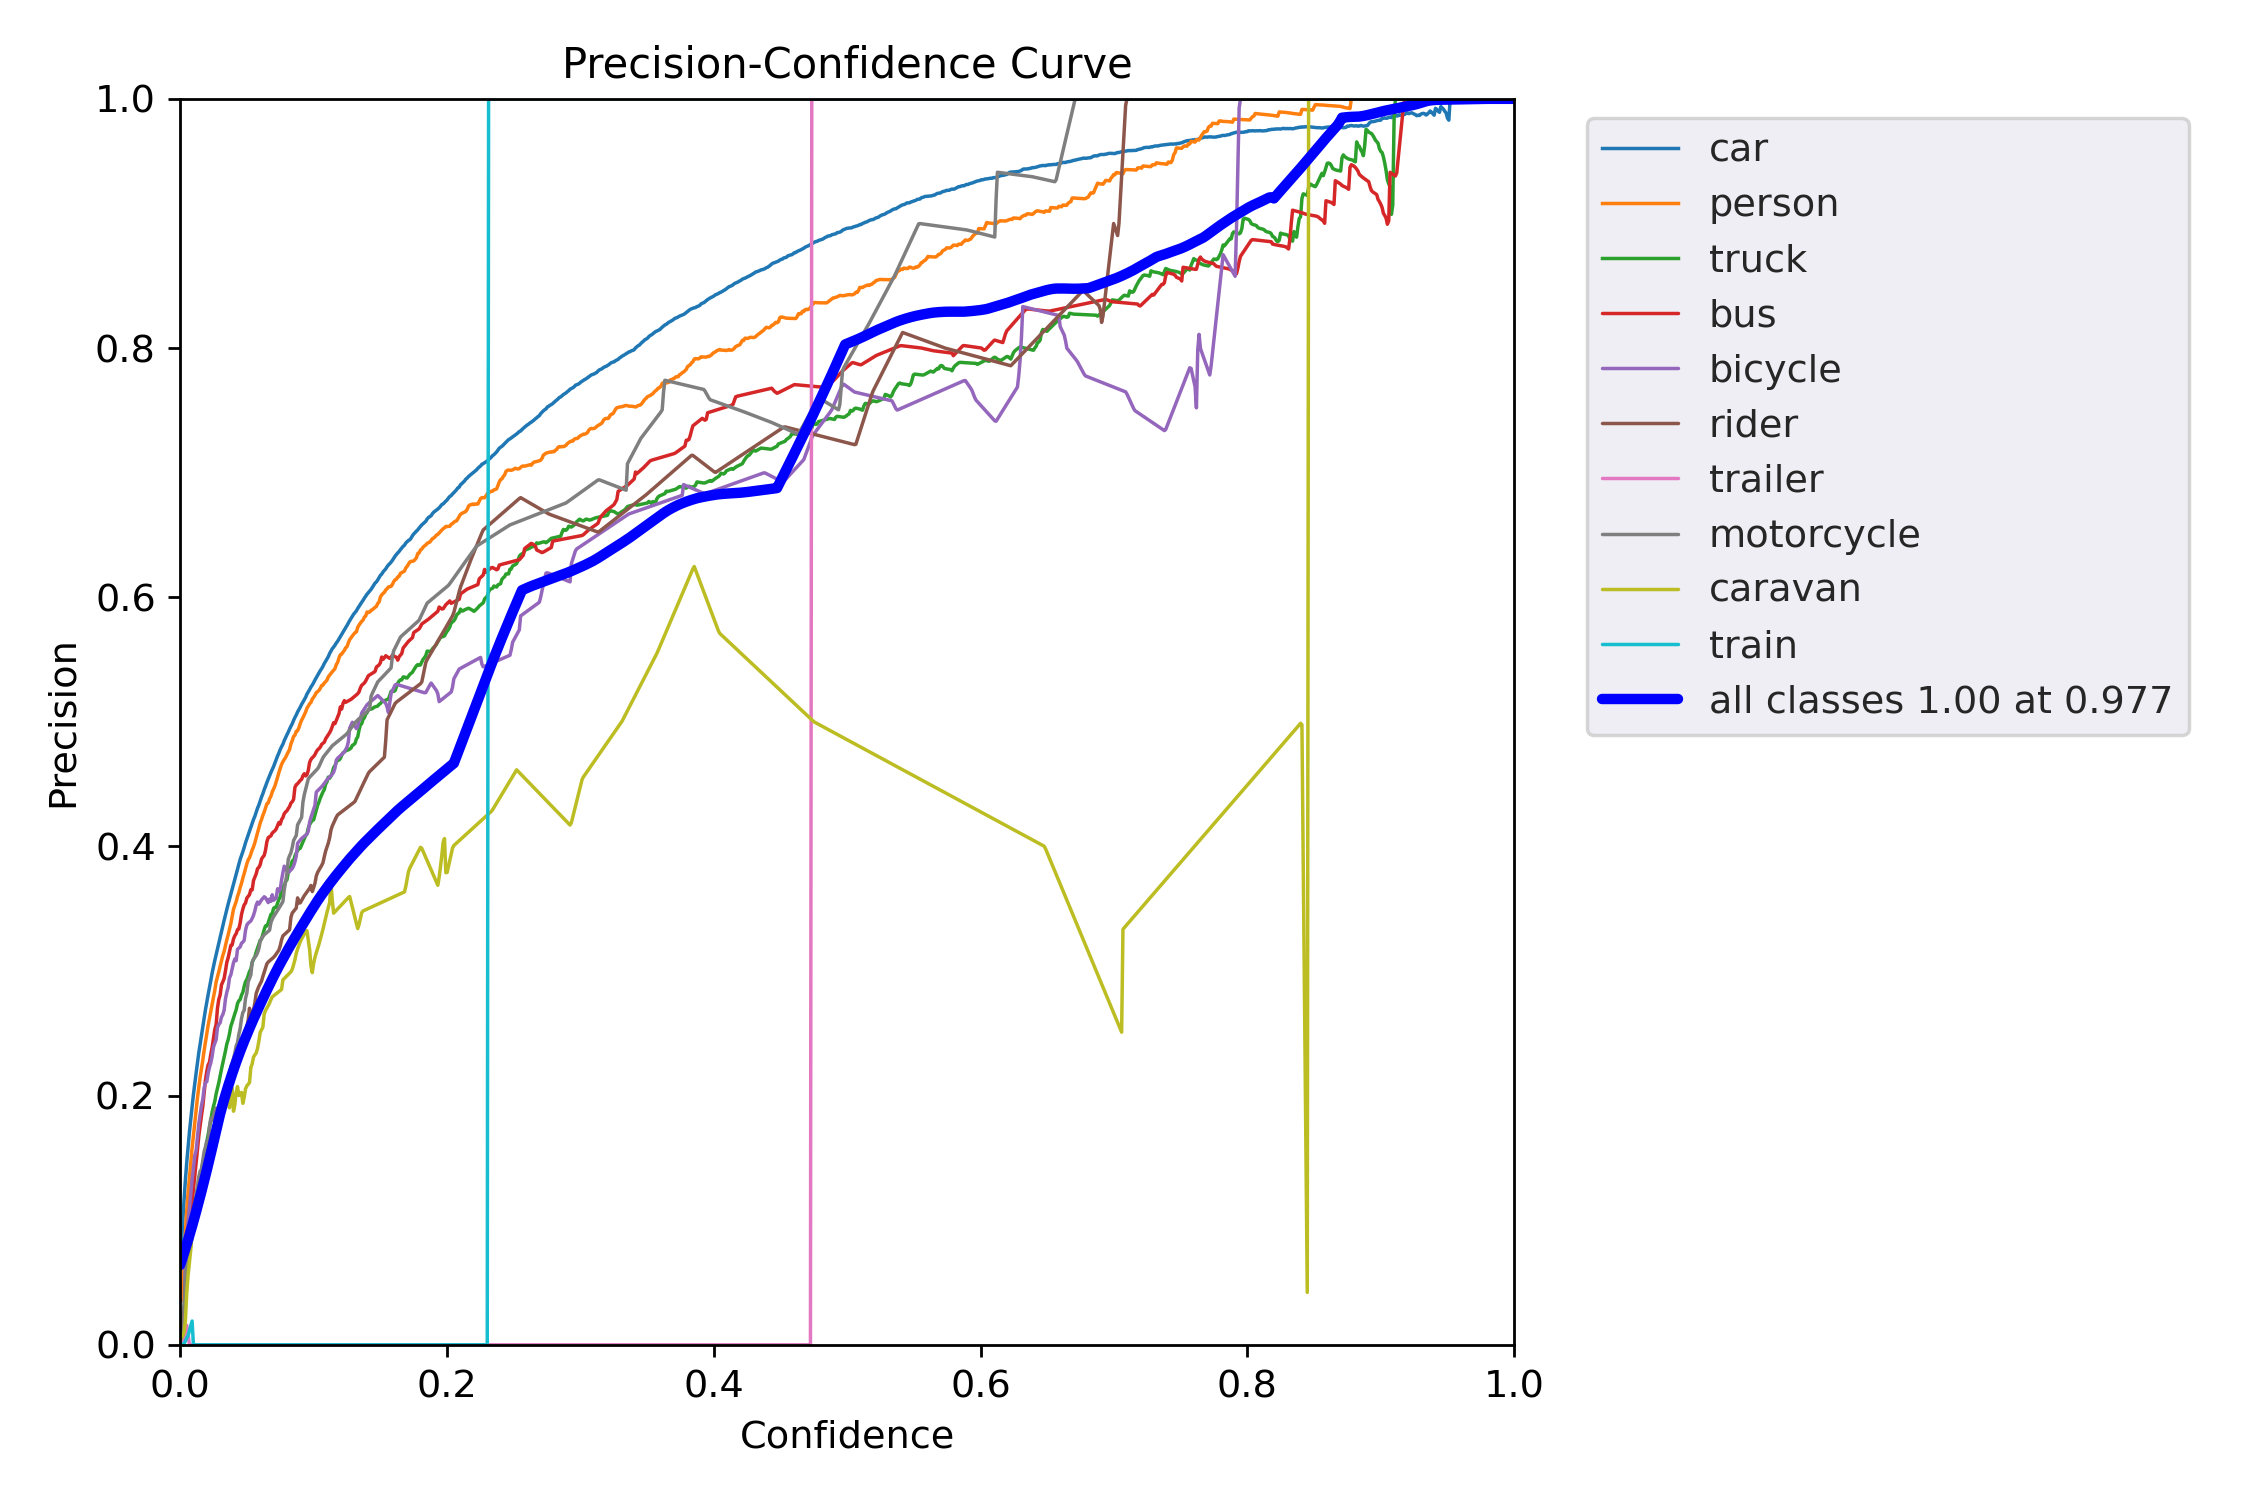 Precision-Confidence Curve
1.0
0.8
0.6
0.4
0.2
0.0
Precision
0.0 0.2 0.4 0.6 0.8 1.0
Confidence
car
person
truck
bus
bicycle
rider
trailer
motorcycle
caravan
train
all classes 1.00 at 0.977